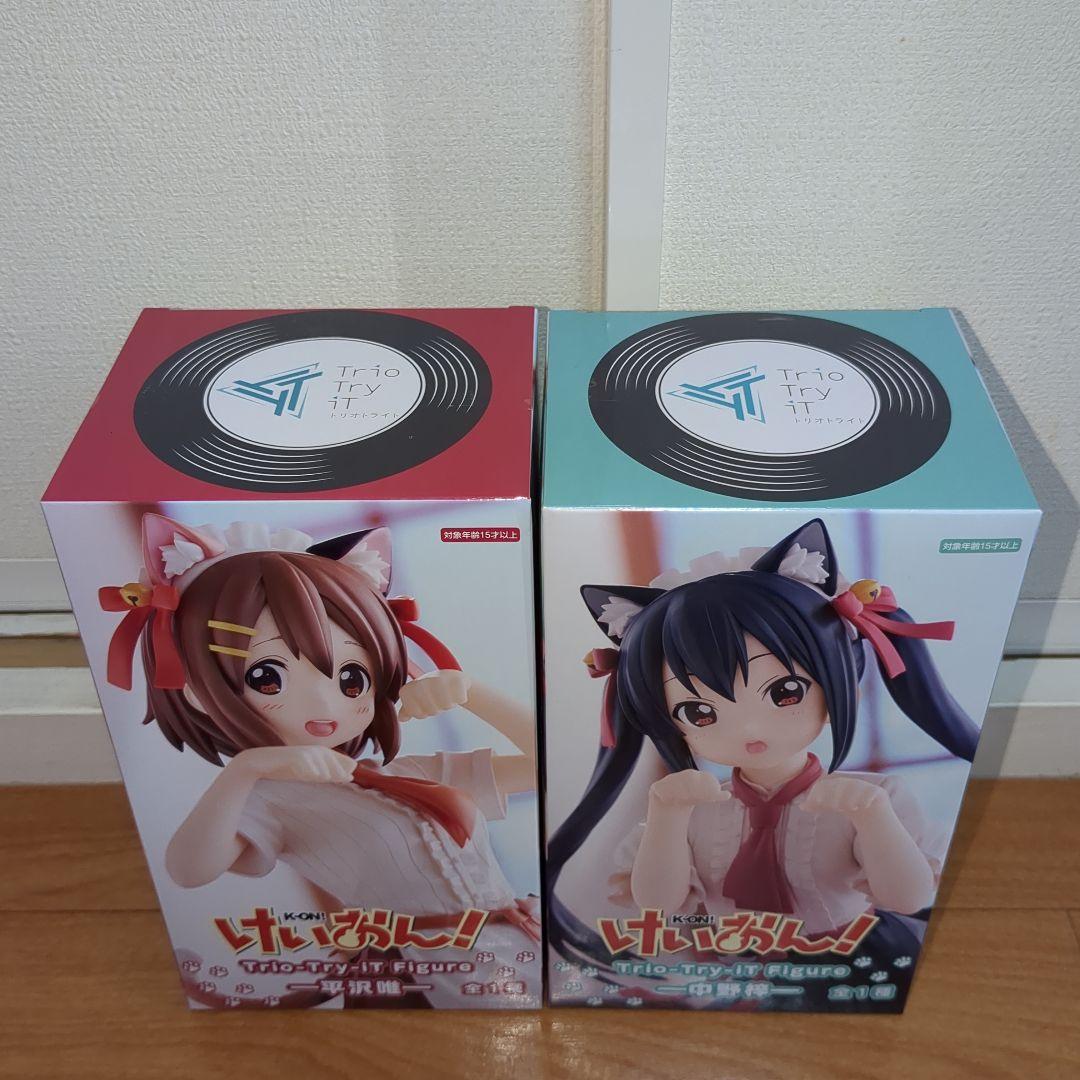 Trio
Try
iT
トリオトライト
対象年齢15才以上
K-ON!
けいおん!
Trio-Try-iT Figure
—平沢唯—
全1種
Trio
Try
iT
トリオトライト
対象年齢15才以上
K-ON!
けいおん!
Trio-Try-iT Figure
—中野梓—
全1種